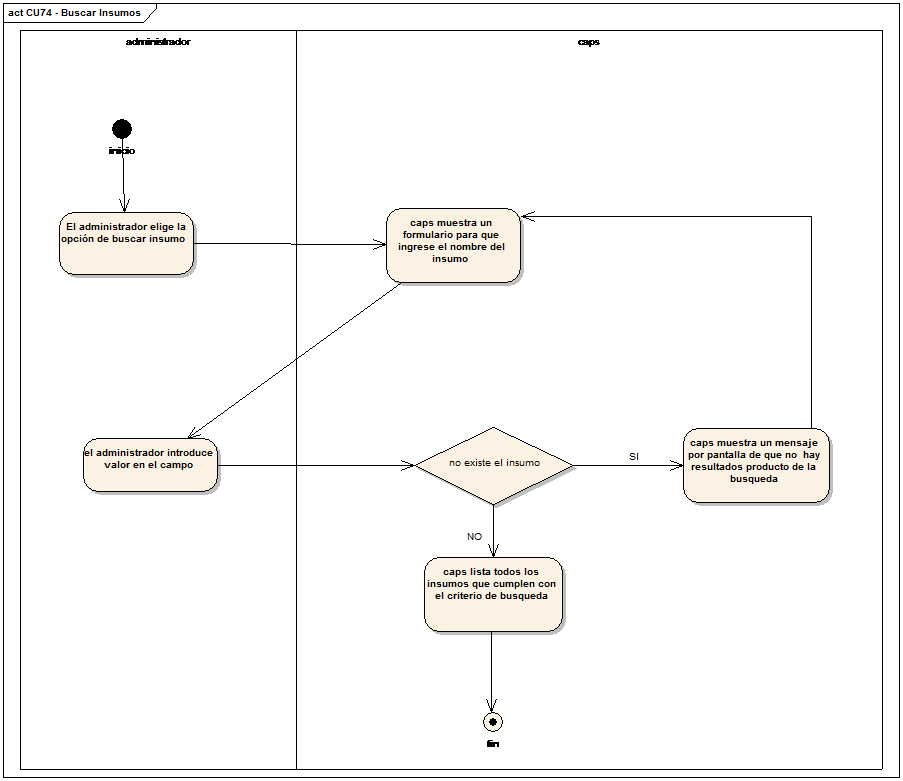 act CU74 - Buscar Insumos
administrador
caps
inicio
El administrador elige la
opción de buscar insumo
caps muestra un
formulario para que
ingrese el nombre del
insumo
el administrador introduce
valor en el campo
no existe el insumo
SI
caps muestra un mensaje
por pantalla de que no hay
resultados producto de la
busqueda
NO
caps lista todos los
insumos que cumplen con
el criterio de busqueda
fin